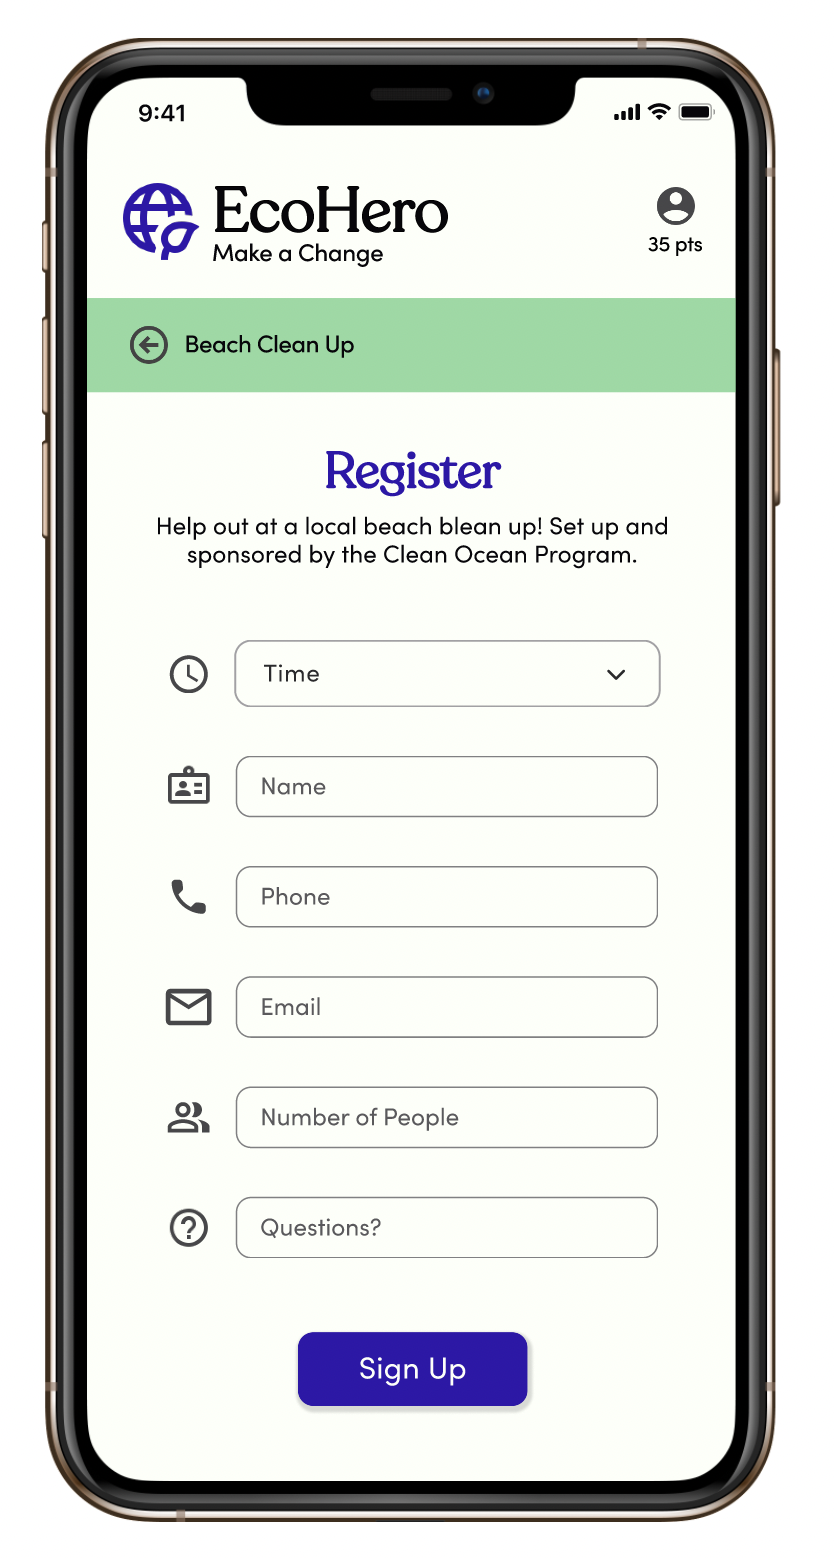 9:41
EcoHero
Make a Change
35 pts
Beach Clean Up
Register
Help out at a local beach blean up! Set up and
sponsored by the Clean Ocean Program.
Time
Name
Phone
Email
Number of People
Questions?
Sign Up